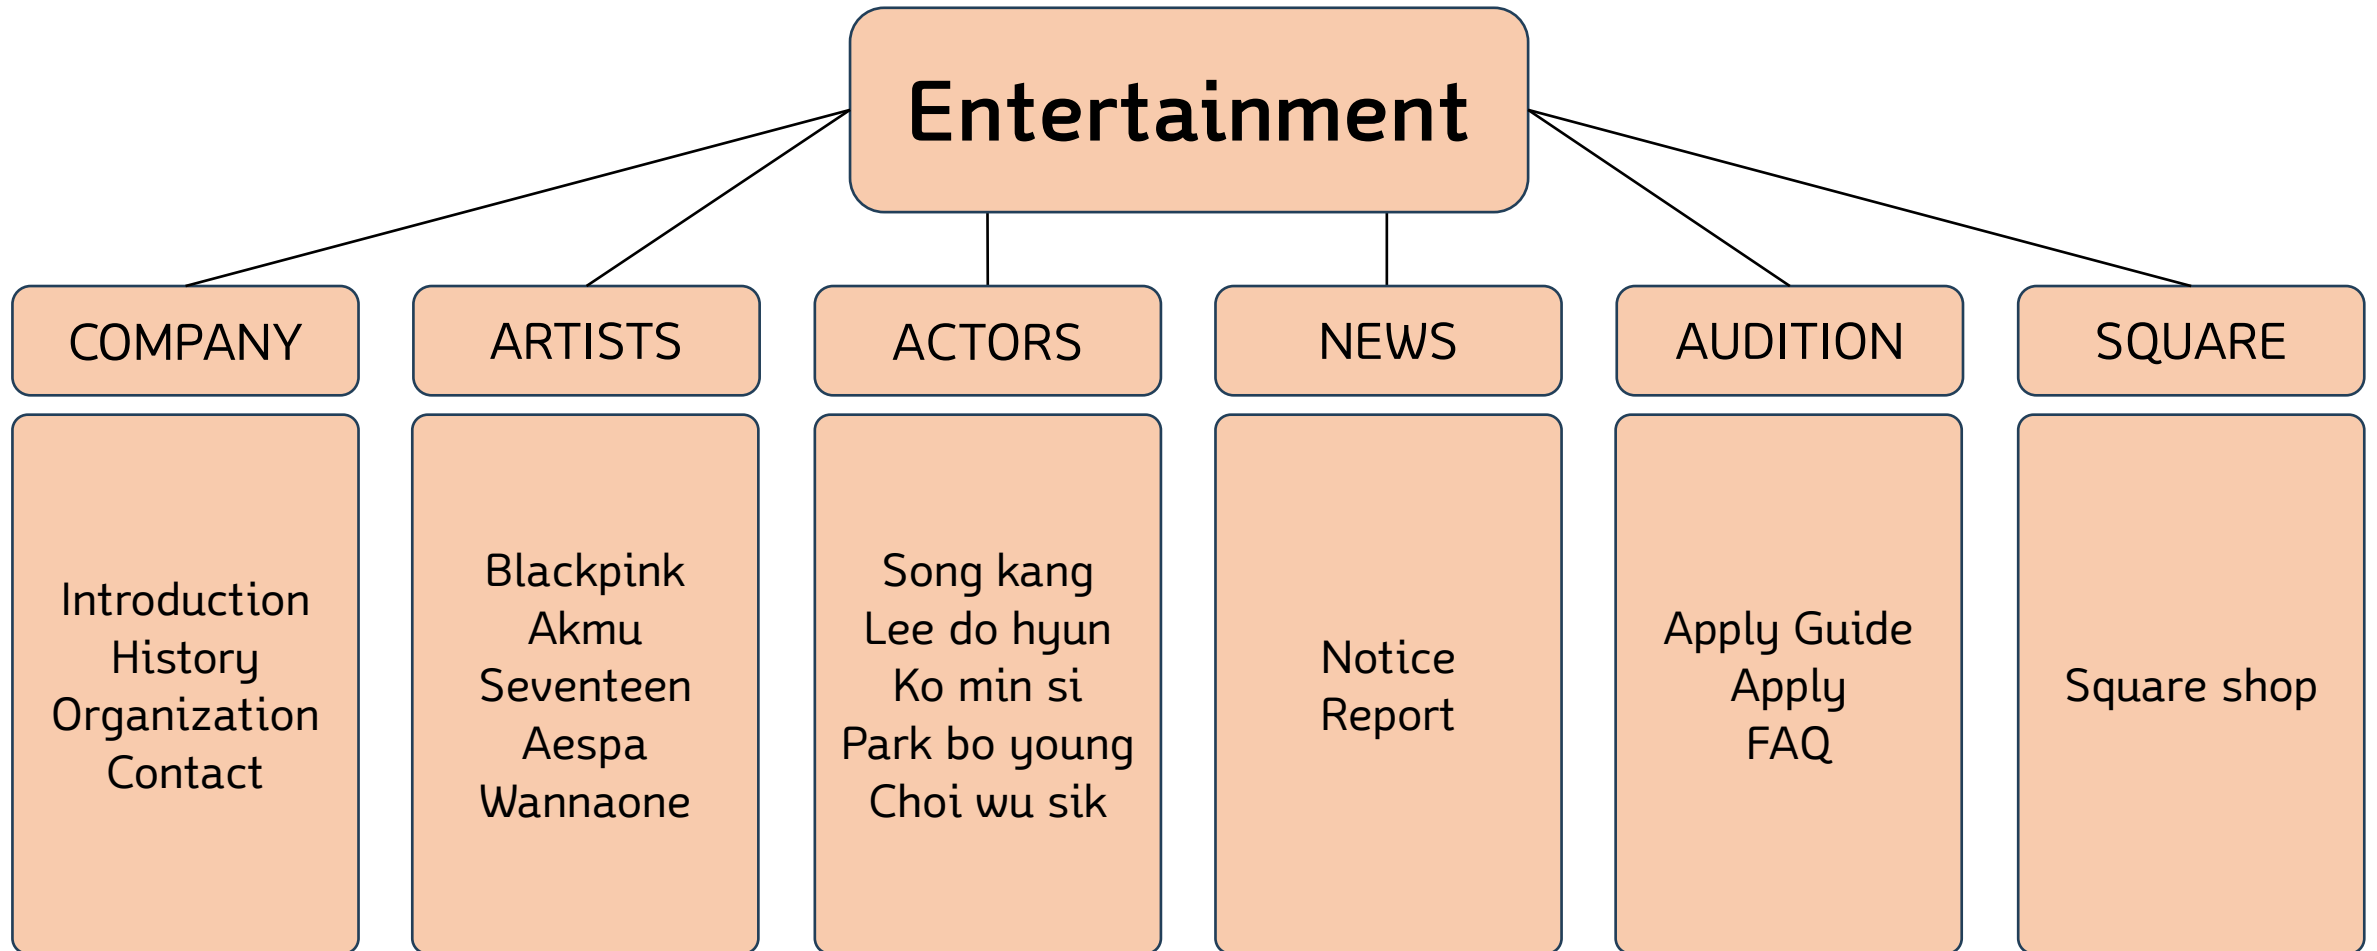 Entertainment
COMPANY
ARTISTS
ACTORS
NEWS
AUDITION
SQUARE
Introduction
History
Organization
Contact
Blackpink
Akmu
Seventeen
Aespa
Wannaone
Song kang
Lee do hyun
Ko min si
Park bo young
Choi wu sik
Notice
Report
Apply Guide
Apply
FAQ
Square shop